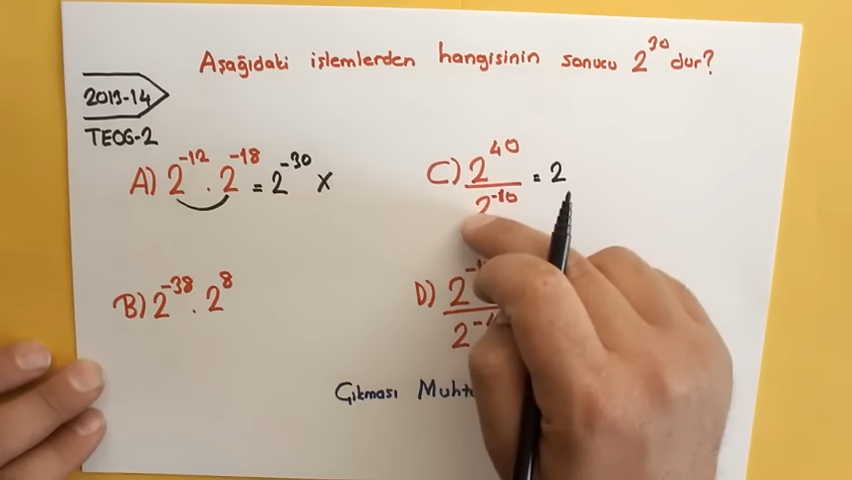 Aşağıdaki işlemlerden hangisinin sonucu 2^30 dur?
2013-14
TEOG-2
A) 2^-12 . 2^-18 = 2^-30 X
C) 2^40 / 2^-10 = 2
B) 2^-38 . 2^8
D) 2 / 2
Çıkması